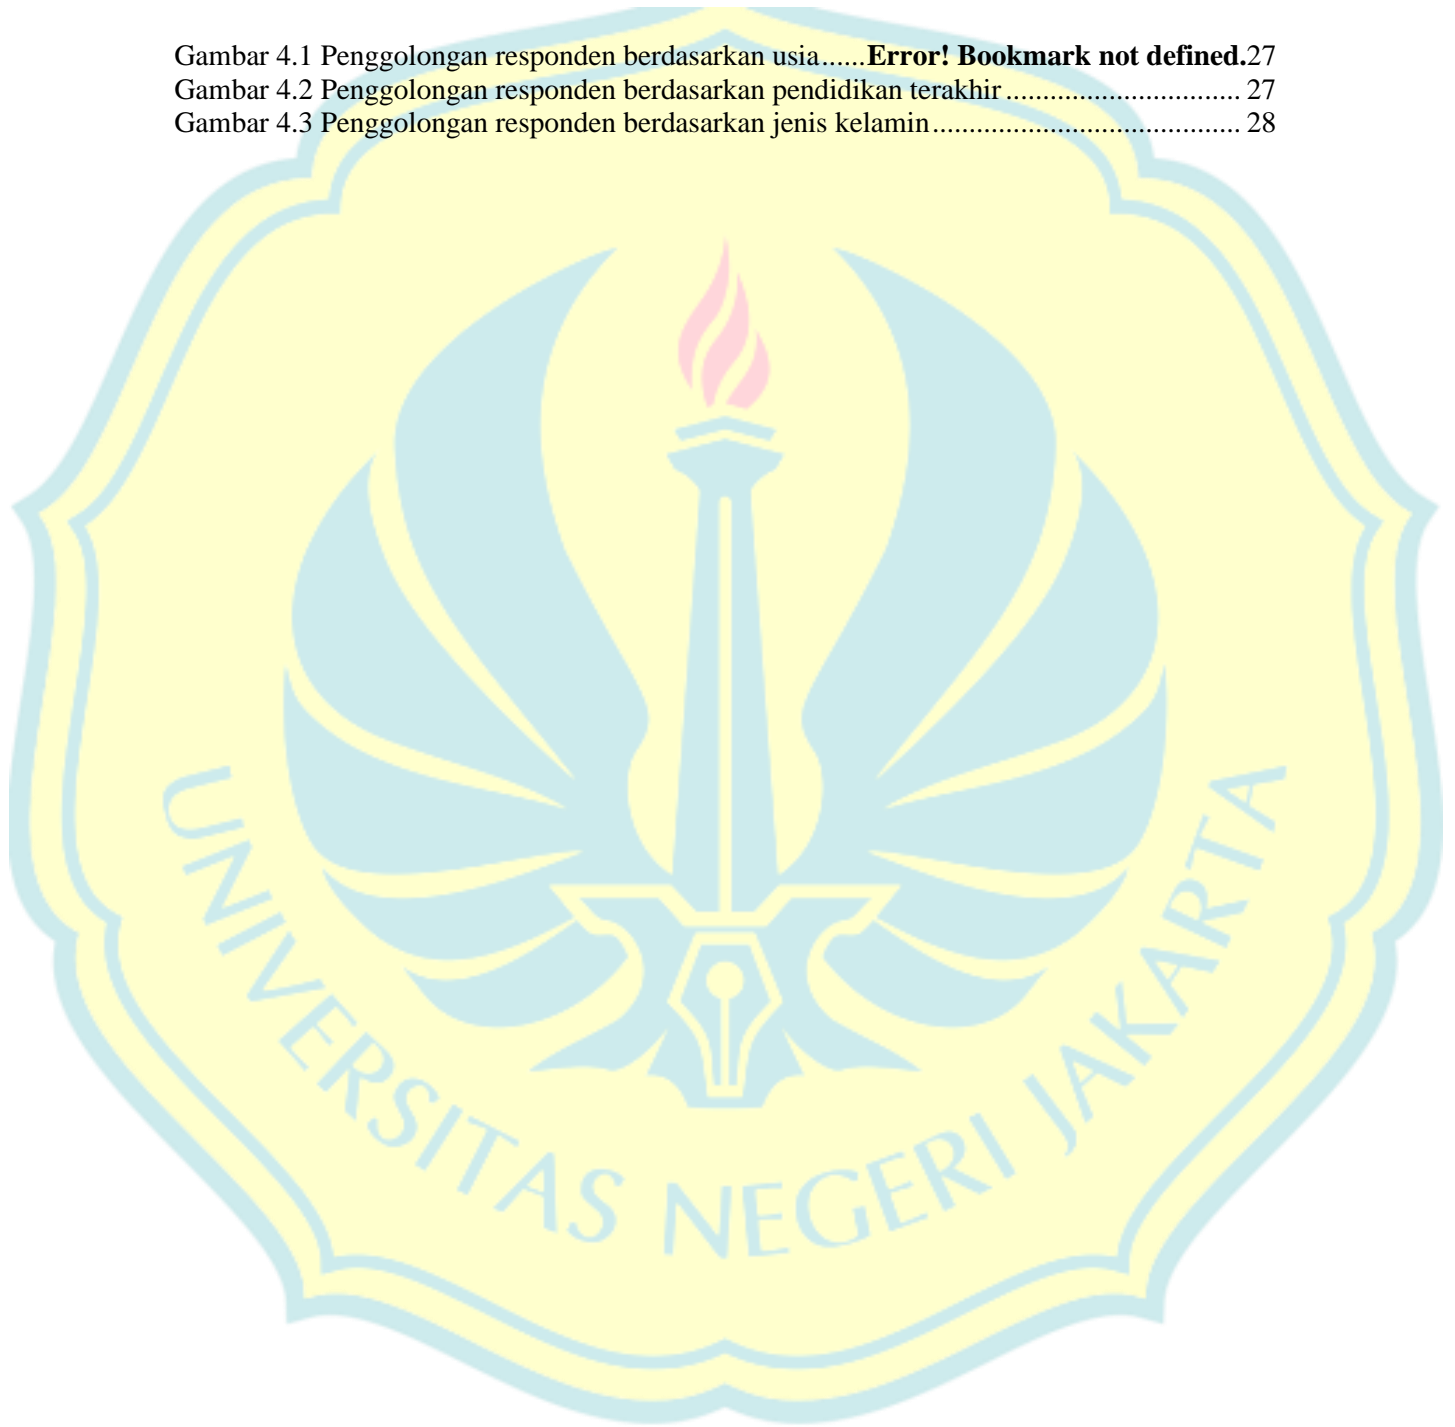 Gambar 4.1 Penggolongan responden berdasarkan usia......Error! Bookmark not defined.27
Gambar 4.2 Penggolongan responden berdasarkan pendidikan terakhir ................................ 27
Gambar 4.3 Penggolongan responden berdasarkan jenis kelamin.......................................... 28
UNIVERSITAS NEGERI JAKARTA